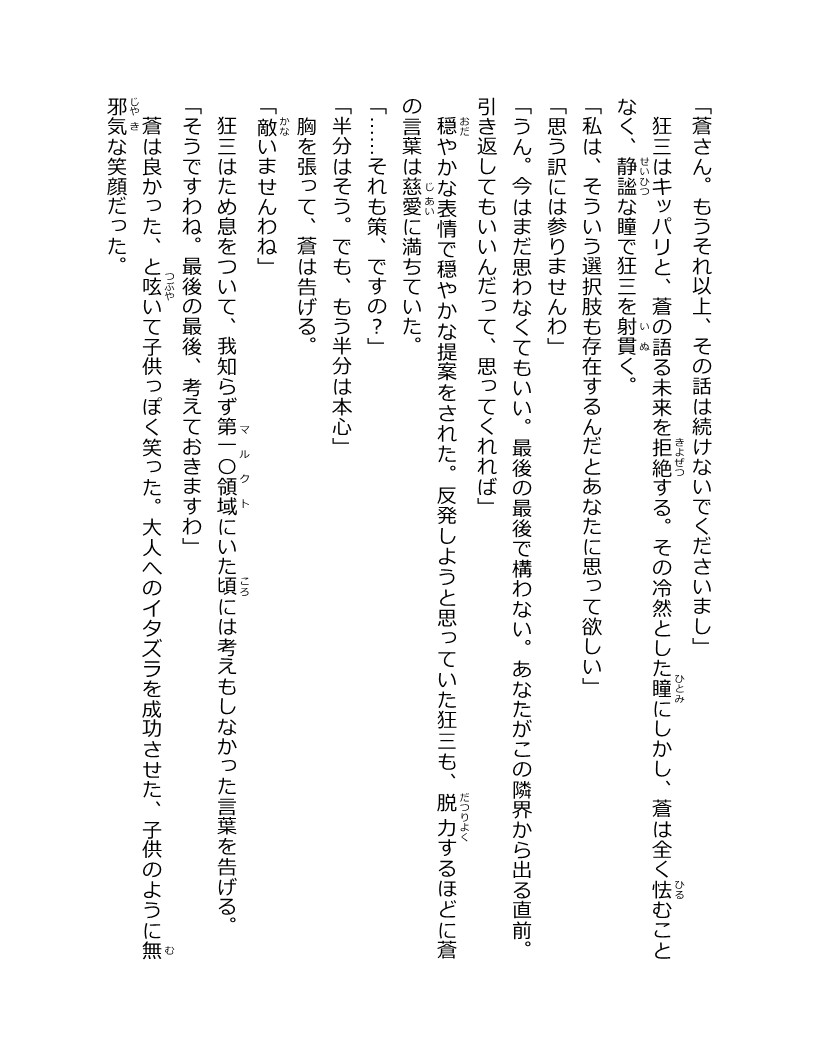 「蒼さん。もうそれ以上、その話は続けないでくださいまし」
狂三はキッパリと、蒼の語る未来を拒絶する。その冷然とした瞳にしかし、蒼は全く怯むこと
なく、静謐な瞳で狂三を射貫く。
「私は、そういう選択肢も存在するんだとあなたに思って欲しい」
「思う訳には参りませんわ」
「うん。今はまだ思わなくてもいい。最後の最後で構わない。あなたがこの隣界から出る直前。
引き返してもいいんだって、思ってくれれば」
穏やかな表情で穏やかな提案をされた。反発しようと思っていた狂三も、脱力するほどに蒼
の言葉は慈愛に満ちていた。
「……それも策、ですの？」
「半分はそう。でも、もう半分は本心」
胸を張って、蒼は告げる。
「敵いませんわね」
狂三はため息をついて、我知らず第一〇領域にいた頃には考えもしなかった言葉を告げる。
「そうですわね。最後の最後、考えておきますわ」
蒼は良かった、と呟いて子供っぽく笑った。大人へのイタズラを成功させた、子供のように無
邪気な笑顔だった。